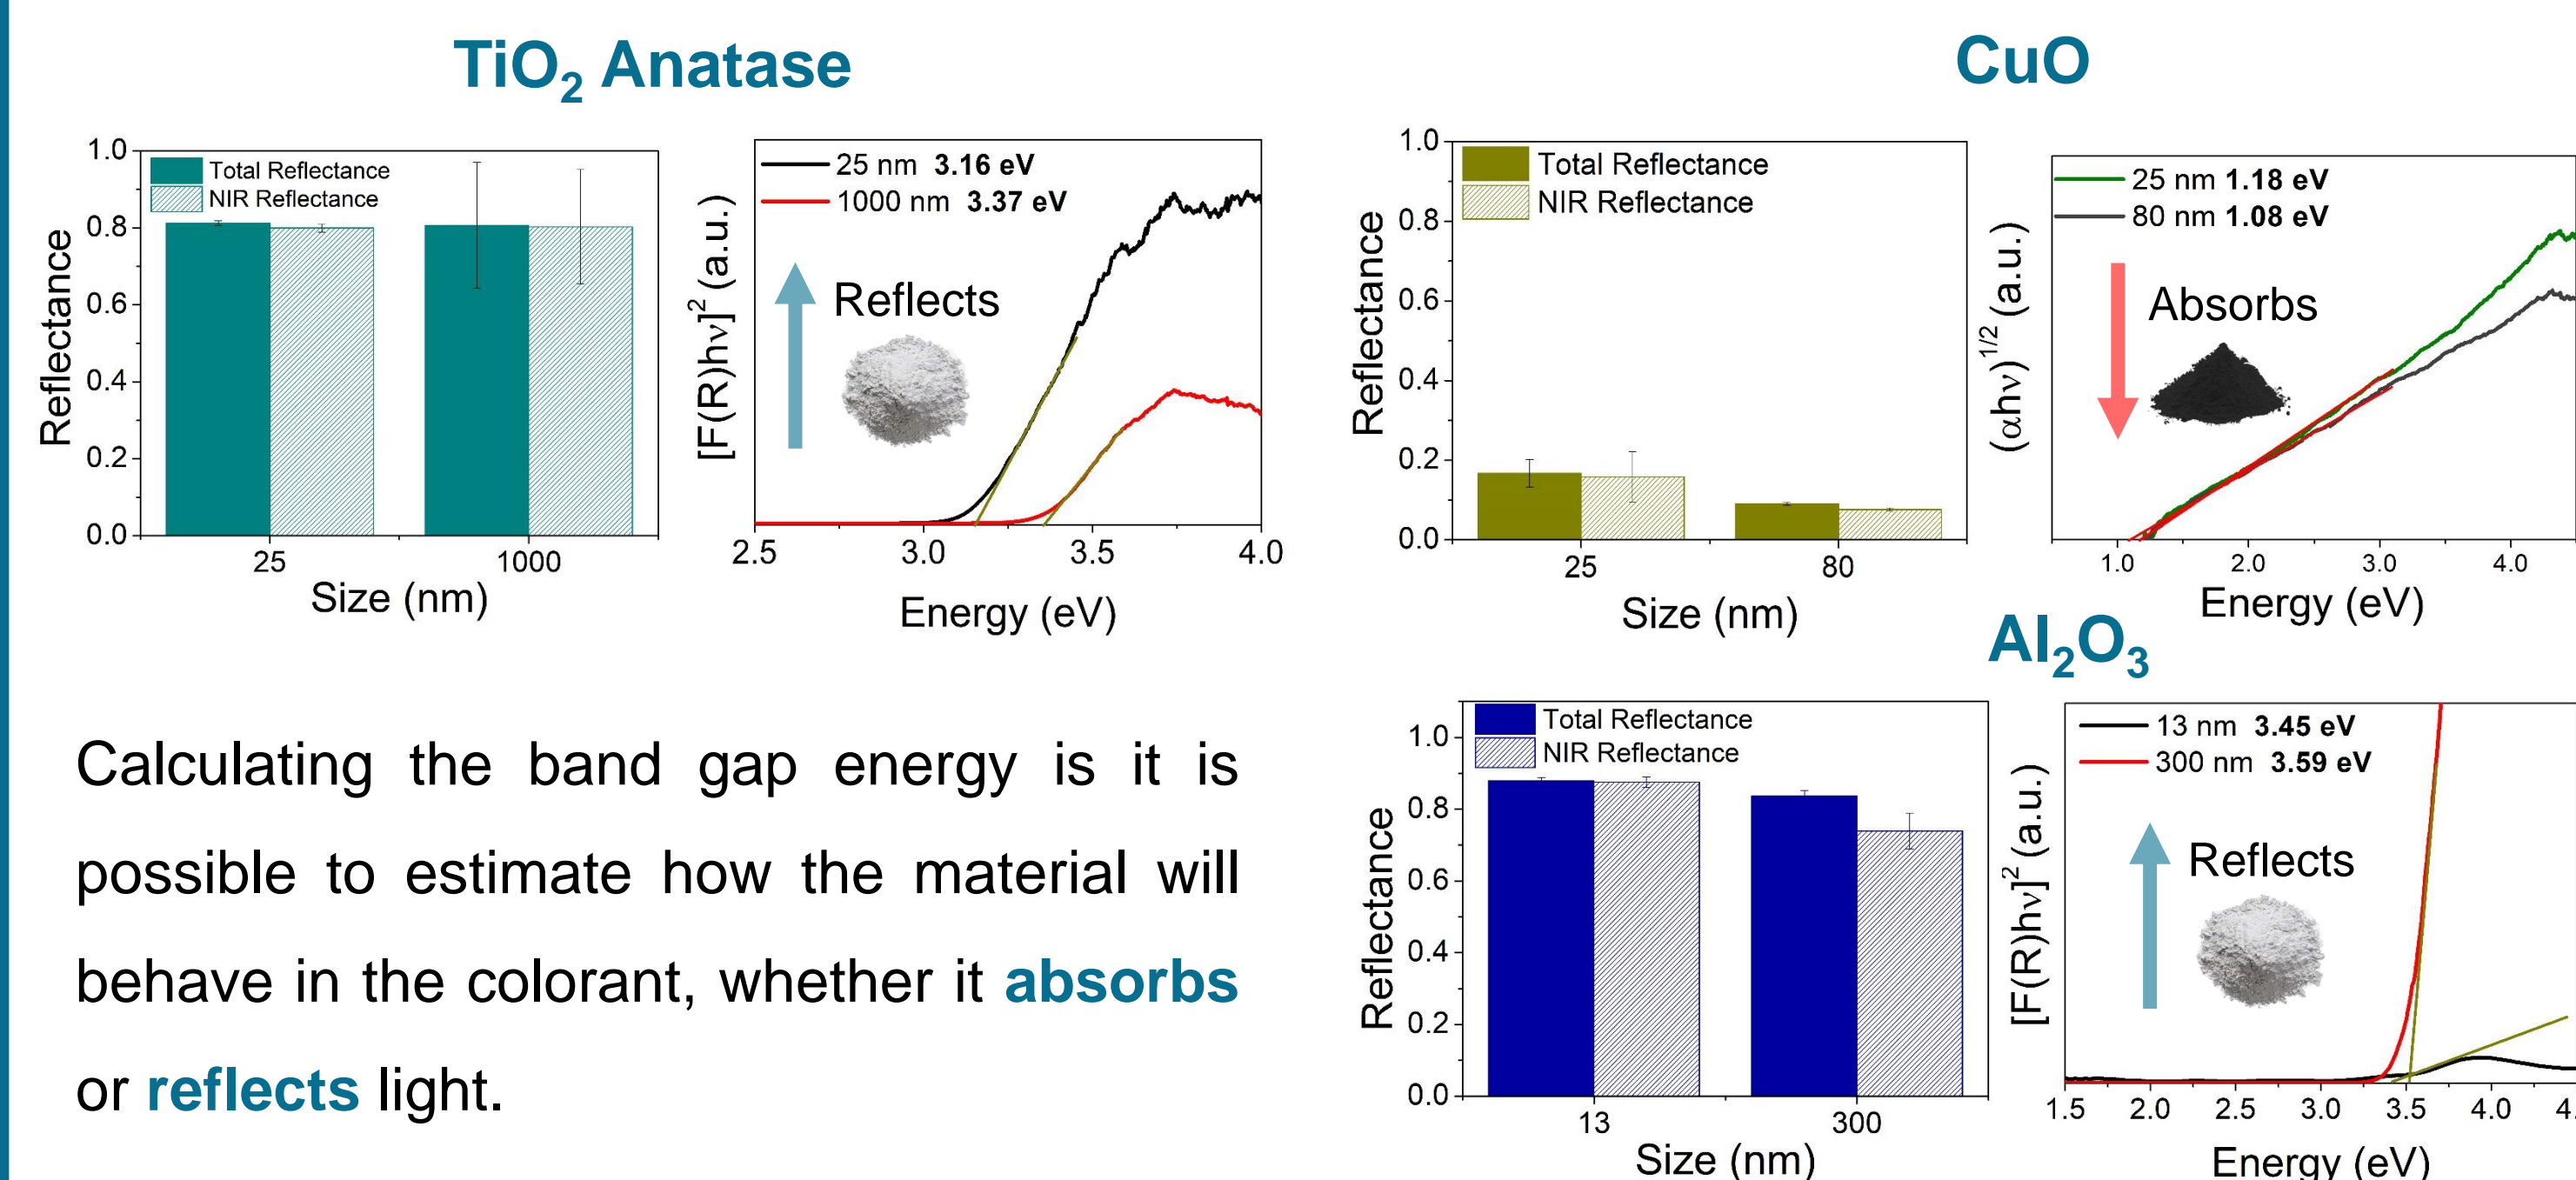 TiO₂ Anatase
1.0
0.8
0.6
0.4
0.2
0.0
Reflectance
Total Reflectance
NIR Reflectance
25
1000
Size (nm)
[F(R)hν]² (a.u.)
25 nm 3.16 eV
1000 nm 3.37 eV
Reflects
2.5
3.0
3.5
4.0
Energy (eV)
CuO
1.0
0.8
0.6
0.4
0.2
0.0
Reflectance
Total Reflectance
NIR Reflectance
25
80
Size (nm)
(αhν) 1/2 (a.u.)
25 nm 1.18 eV
80 nm 1.08 eV
Absorbs
1.0
2.0
3.0
4.0
Energy (eV)
Calculating the band gap energy is it is
possible to estimate how the material will
behave in the colorant, whether it absorbs
or reflects light.
Al₂O₃
1.0
0.8
0.6
0.4
0.2
0.0
Reflectance
Total Reflectance
NIR Reflectance
13
300
Size (nm)
[F(R)hν]² (a.u.)
13 nm 3.45 eV
300 nm 3.59 eV
Reflects
1.5
2.0
2.5
3.0
3.5
4.0
Energy (eV)